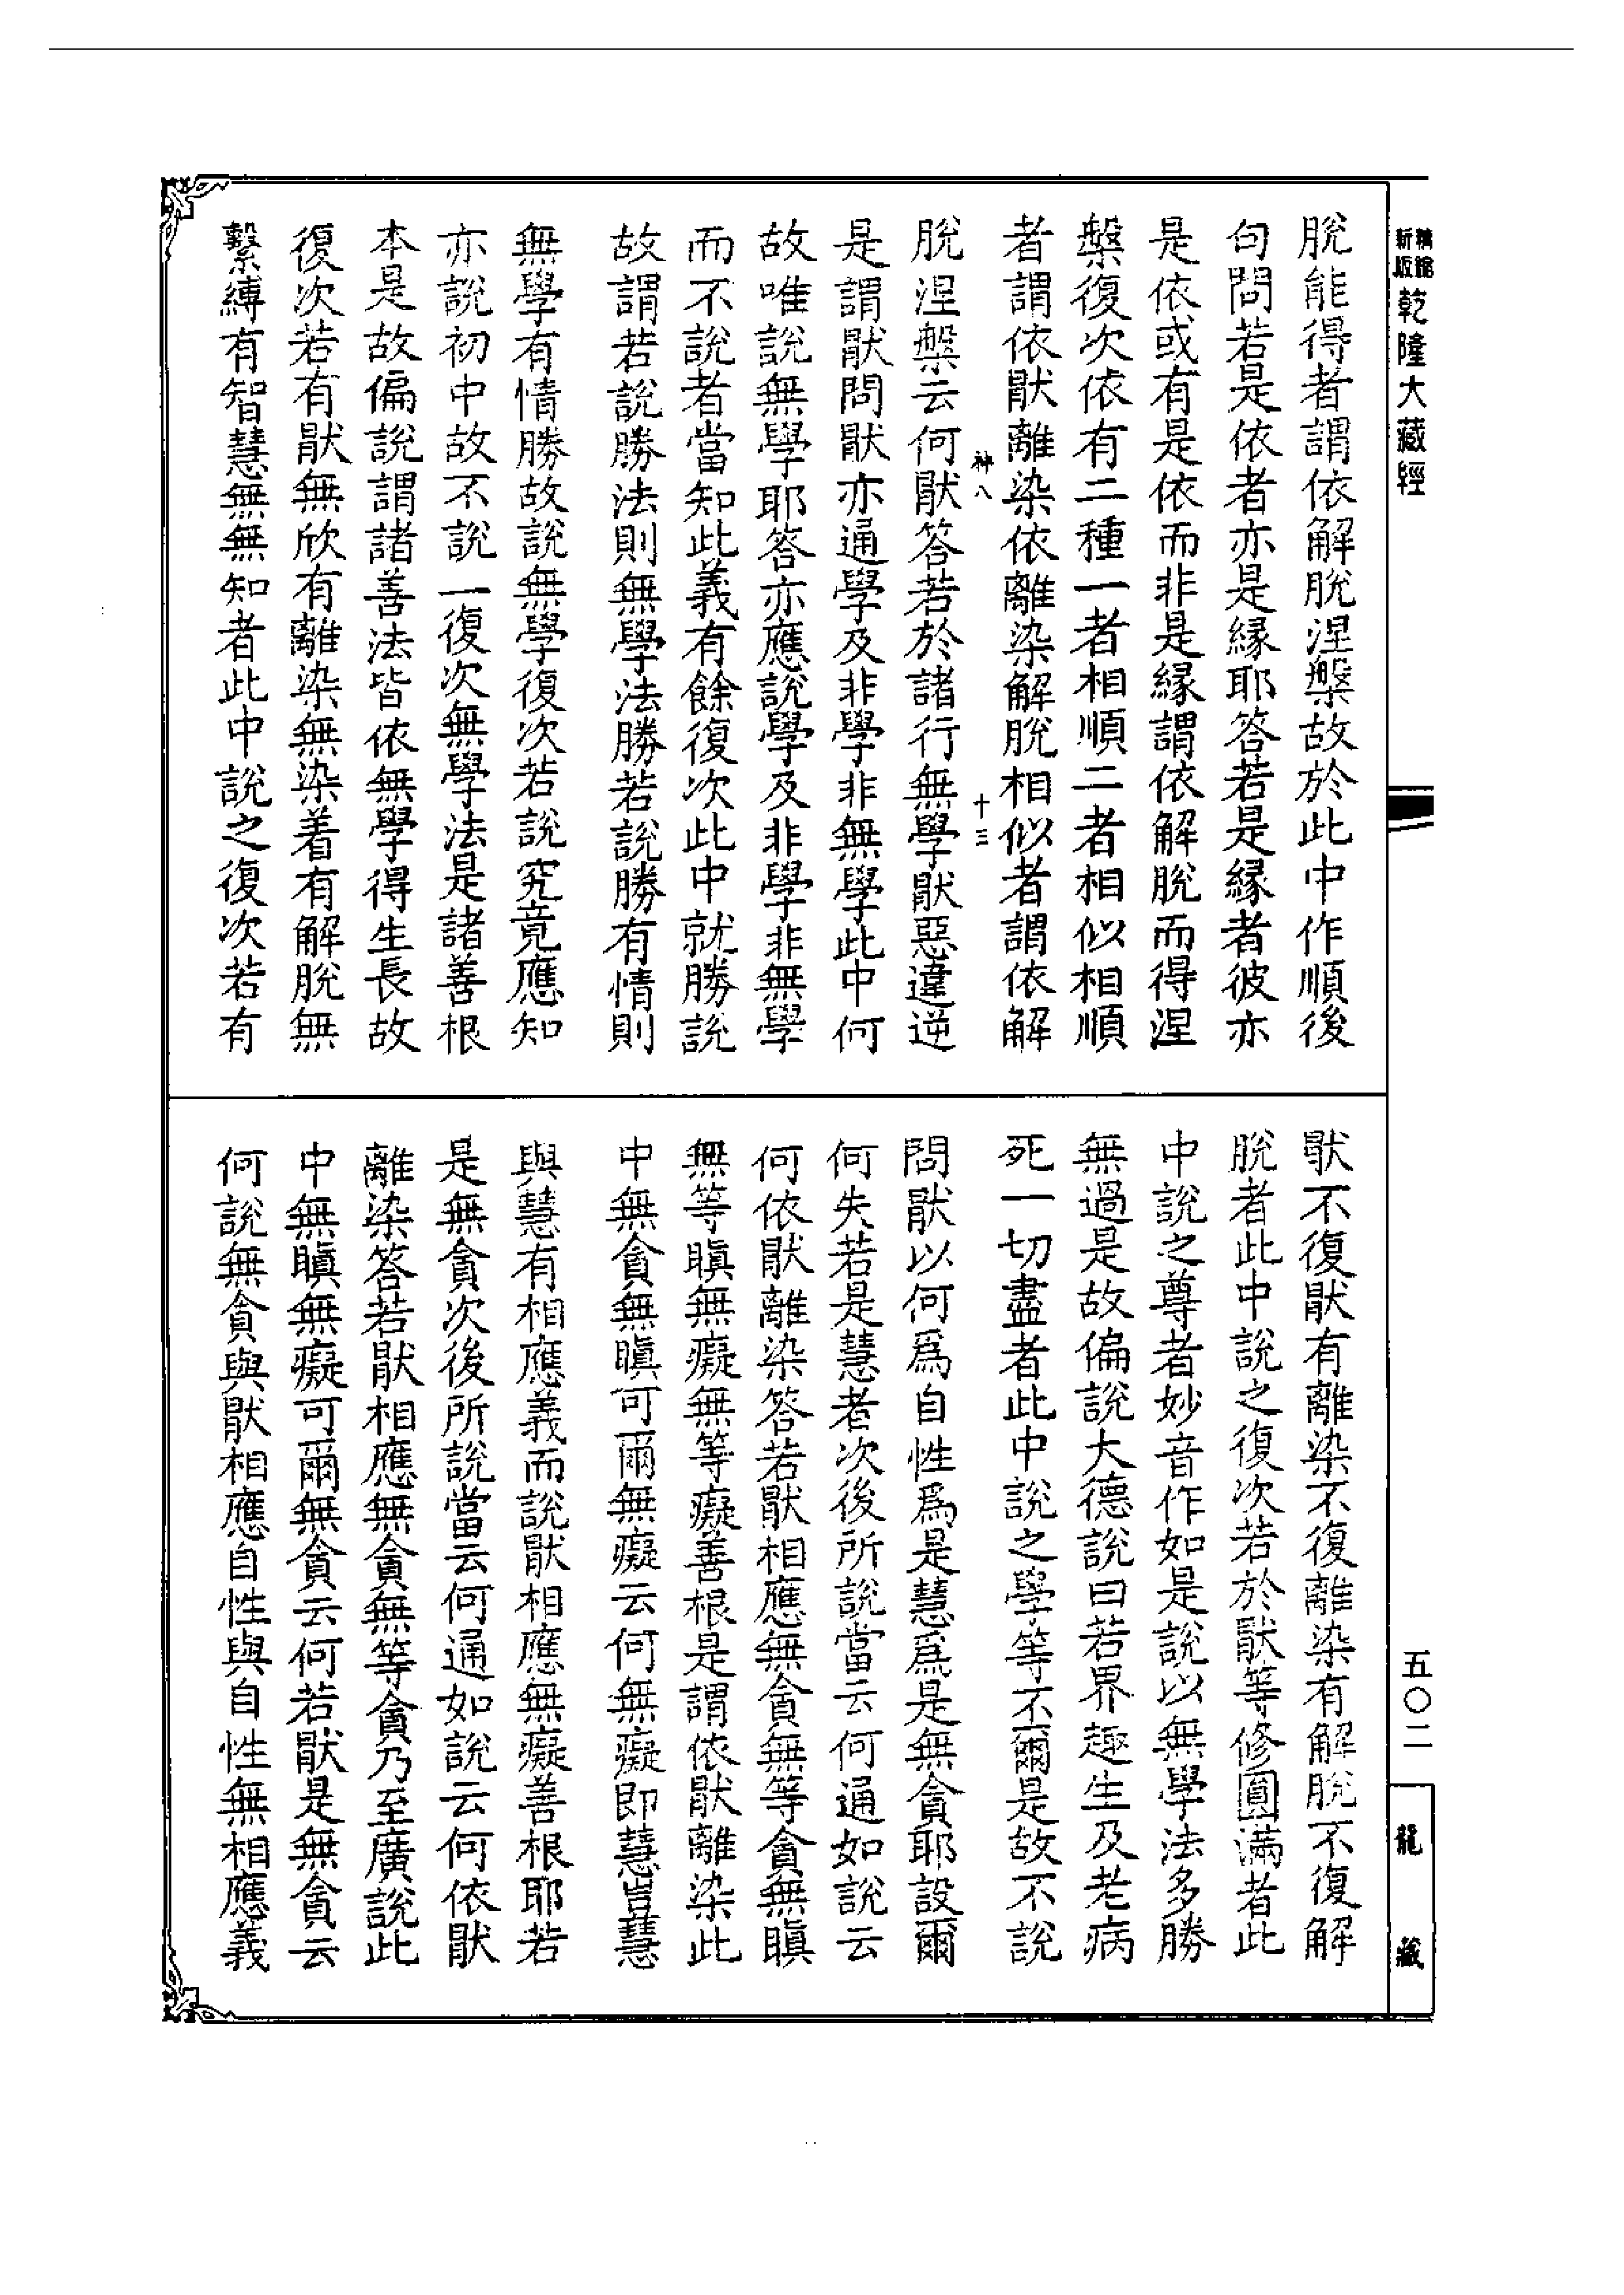 新編縮版乾隆大藏經
脫能得者謂依解脫涅槃故於此中作順後
句問若是依者亦是緣耶答若是緣者彼亦
是依或有是依而非是緣謂依解脫而得涅
槃復次依有二種一者相順二者相似相順
者謂依猒離染依離染解脫相似者謂依解
神八 十三
脫涅槃云何猒答若於諸行無學猒惡違逆
是謂猒問猒亦通學及非學非無學此中何
故唯說無學耶答亦應說學及非學非無學
而不說者當知此義有餘復次此中就勝說
故謂若說勝法則無學法勝若說勝有情則
無學有情勝故說無學復次若說究竟應知
亦說初中故不說一復次無學法是諸善根
本是故偏說謂諸善法皆依無學得生長故
復次若有猒無欣有離染無染着有解脫無
繫縛有智慧無無知者此中說之復次若有
猒不復猒有離染不復離染有解脫不復解
脫者此中說之復次若於猒等修圓滿者此
中說之尊者妙音作如是說以無學法多勝
無過是故偏說大德說曰若界趣生及老病
死一切盡者此中說之學等不爾是故不說
問猒以何爲自性爲是慧爲是無貪耶設爾
何失若是慧者次後所說當云何通如說云
何依猒離染答若猒相應無貪無等貪無瞋
無等瞋無癡無等癡善根是謂依猒離染此
中無貪無瞋可爾無癡云何無癡即慧豈慧
與慧有相應義而說猒相應無癡善根耶若
是無貪次後所說當云何通如說云何依猒
離染答若猒相應無貪無等貪乃至廣說此
中無瞋無癡可爾無貪云何若猒是無貪云
何說無貪與猒相應自性與自性無相應義
五〇二
龍藏